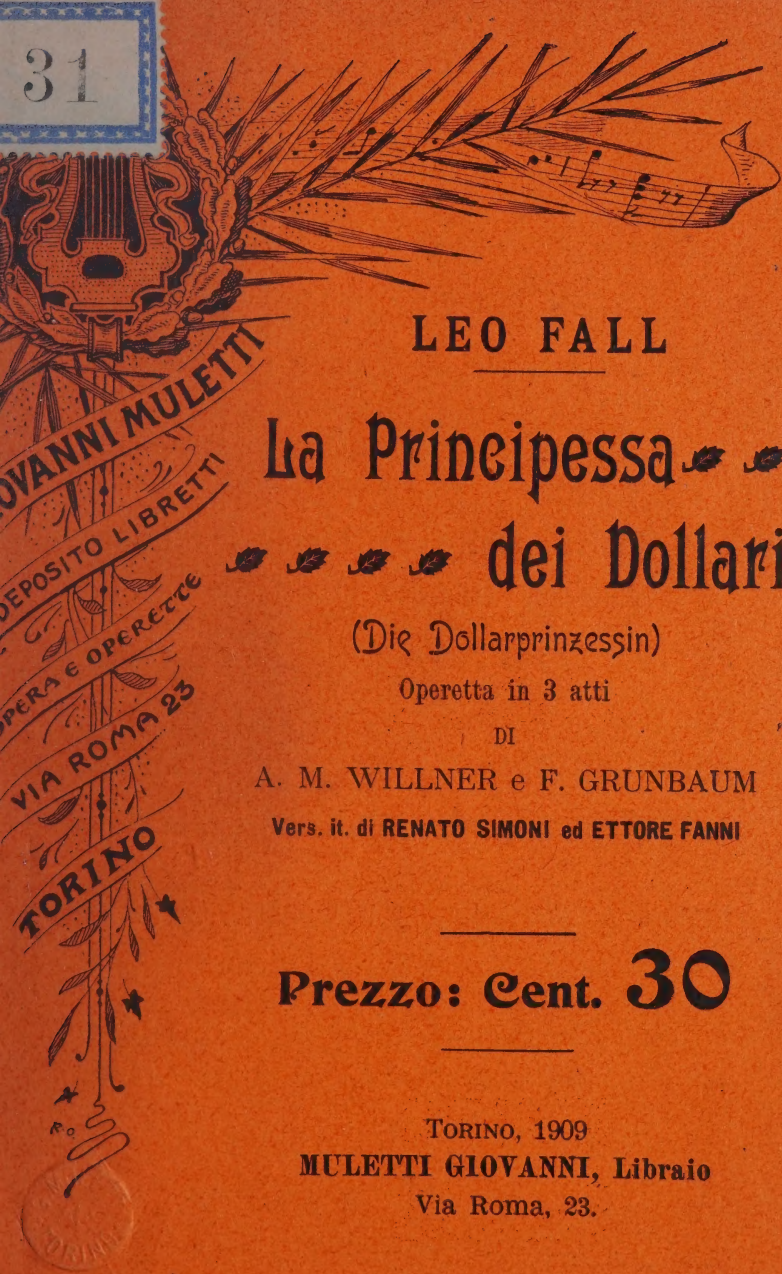 31
LEO FALL
La Principessa
dei Dollari
(Die Dollarprinzessin)
Operetta in 3 atti
DI
A. M. WILLNER e F. GRUNBAUM
Vers. it. di RENATO SIMONI ed ETTORE FANNI
Prezzo: Cent. 30
TORINO, 1909
MULETTI GIOVANNI, Libraio
Via Roma, 23.
OVANNI MULETTI
DEPOSITO LIBRETTI
OPERA E OPERETTE
VIA ROMA 23
TORINO
R.O